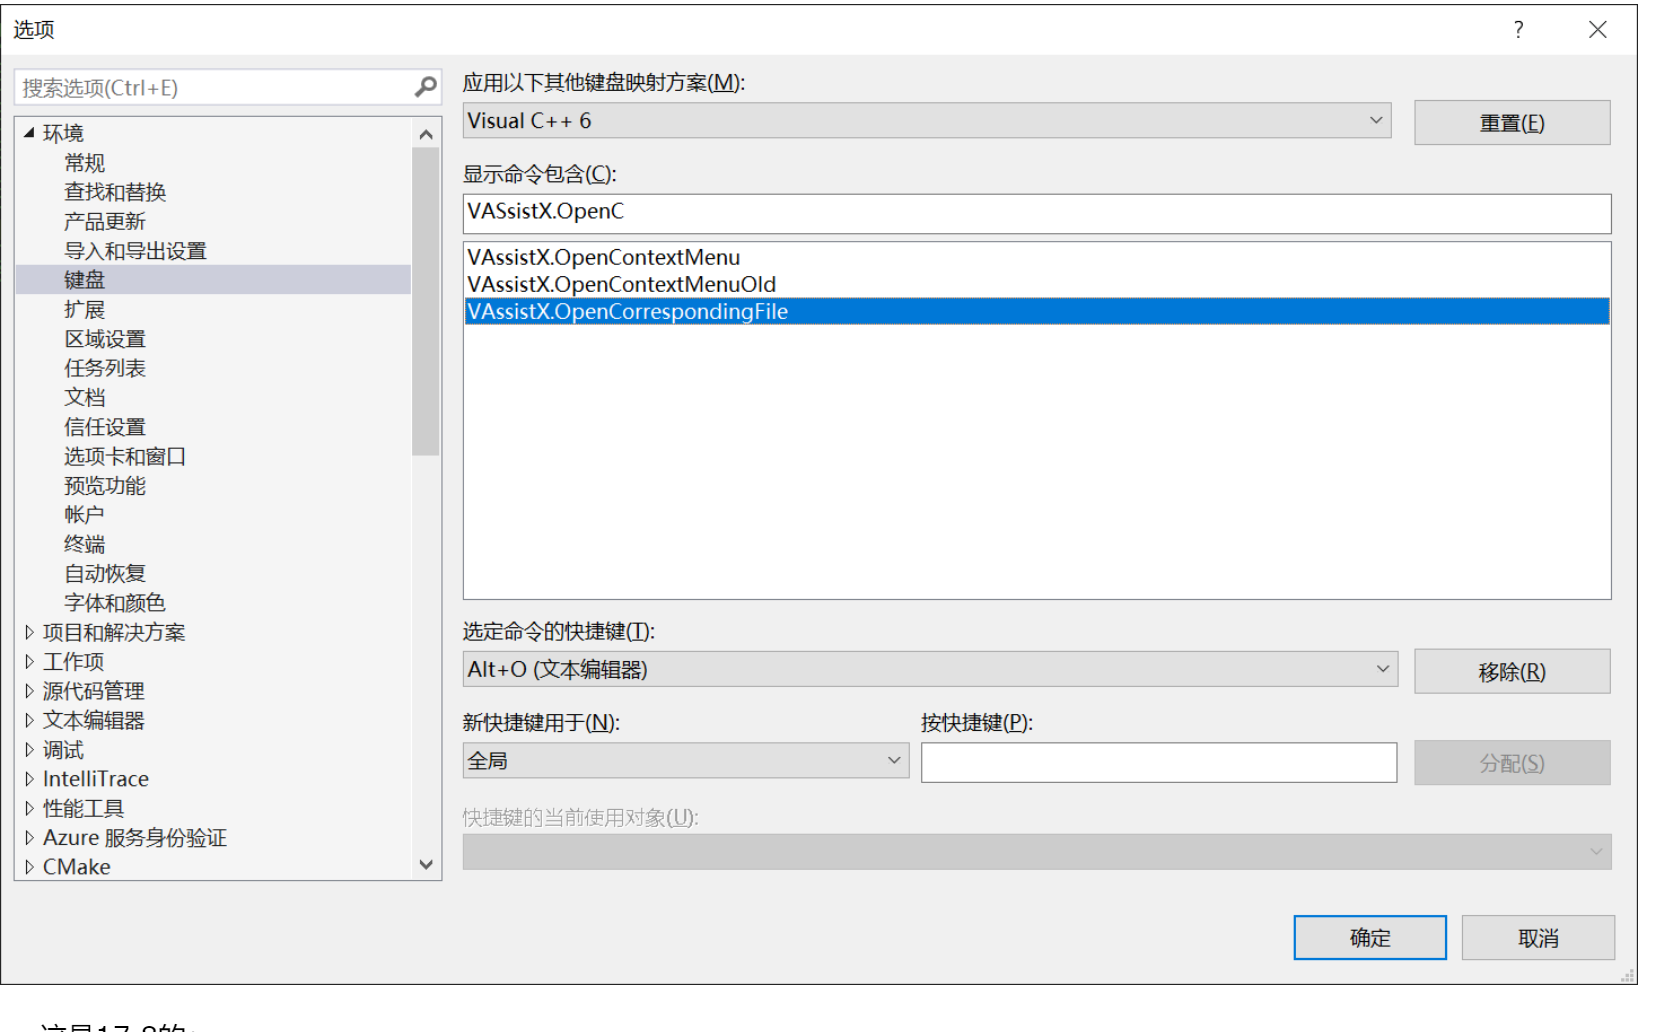 选项
搜索选项(Ctrl+E)
环境
常规
查找和替换
产品更新
导入和导出设置
键盘
扩展
区域设置
任务列表
文档
信任设置
选项卡和窗口
预览功能
帐户
终端
自动恢复
字体和颜色
项目和解决方案
工作项
源代码管理
文本编辑器
调试
IntelliTrace
性能工具
Azure 服务身份验证
CMake
应用以下其他键盘映射方案(M):
Visual C++ 6
重置(E)
显示命令包含(C):
VASsistX.OpenC
VAssistX.OpenContextMenu
VAssistX.OpenContextMenuOld
VAssistX.OpenCorrespondingFile
选定命令的快捷键(T):
Alt+O (文本编辑器)
移除(R)
新快捷键用于(N):
按快捷键(P):
全局
分配(S)
快捷键的当前使用对象(U):
确定
取消